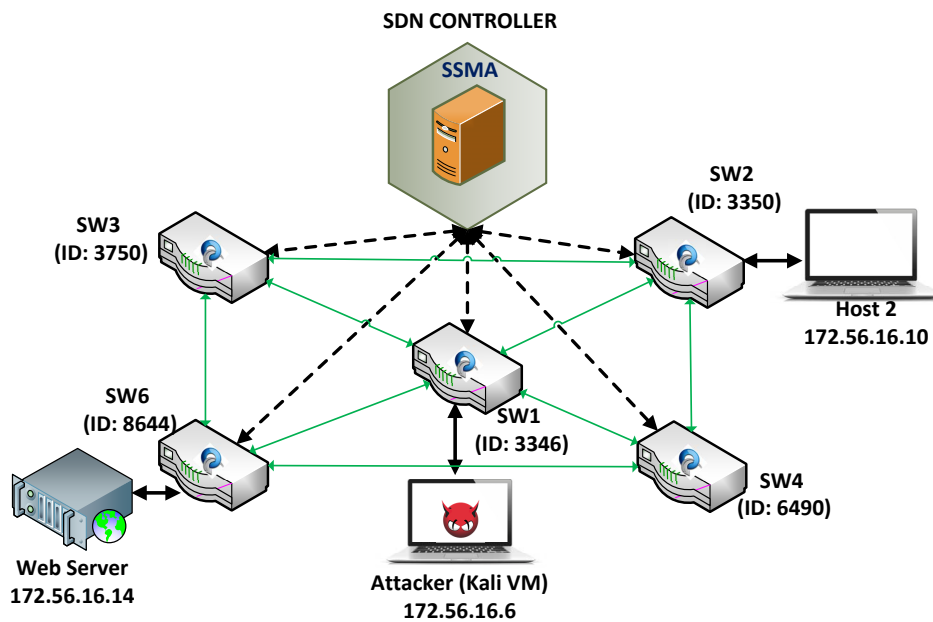 SDN CONTROLLER
SSMA
SW2
(ID: 3350)
SW3
(ID: 3750)
Host 2
172.56.16.10
SW6
(ID: 8644)
SW1
(ID: 3346)
SW4
(ID: 6490)
Web Server
172.56.16.14
Attacker (Kali VM)
172.56.16.6